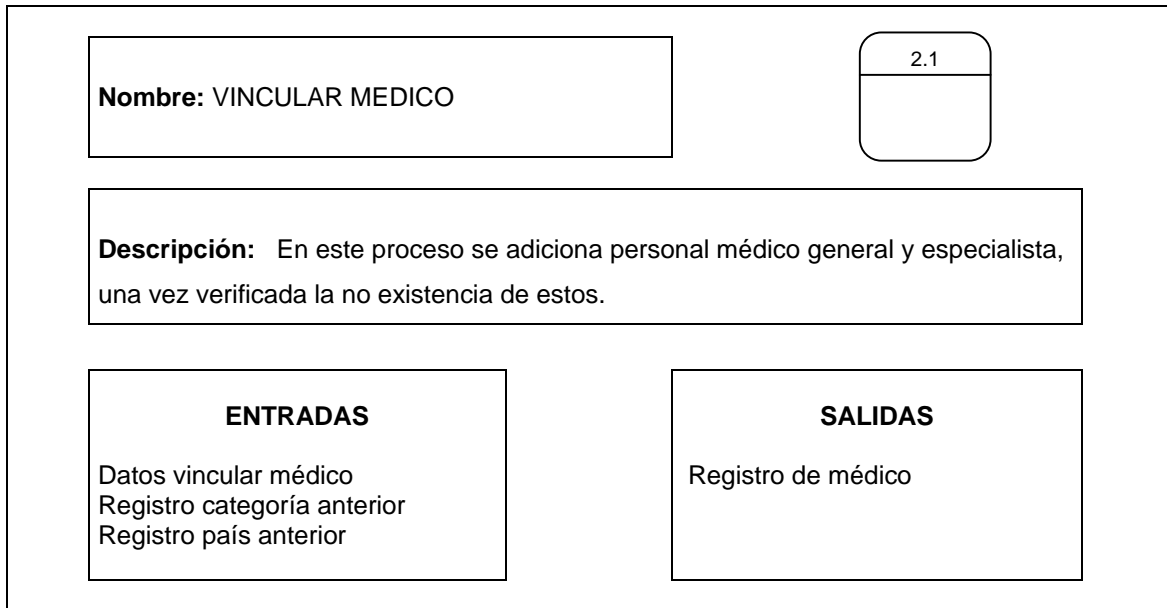 2.1
Nombre: VINCULAR MEDICO
Descripción: En este proceso se adiciona personal médico general y especialista,
una vez verificada la no existencia de estos.
ENTRADAS
Datos vincular médico
Registro categoría anterior
Registro país anterior
SALIDAS
Registro de médico